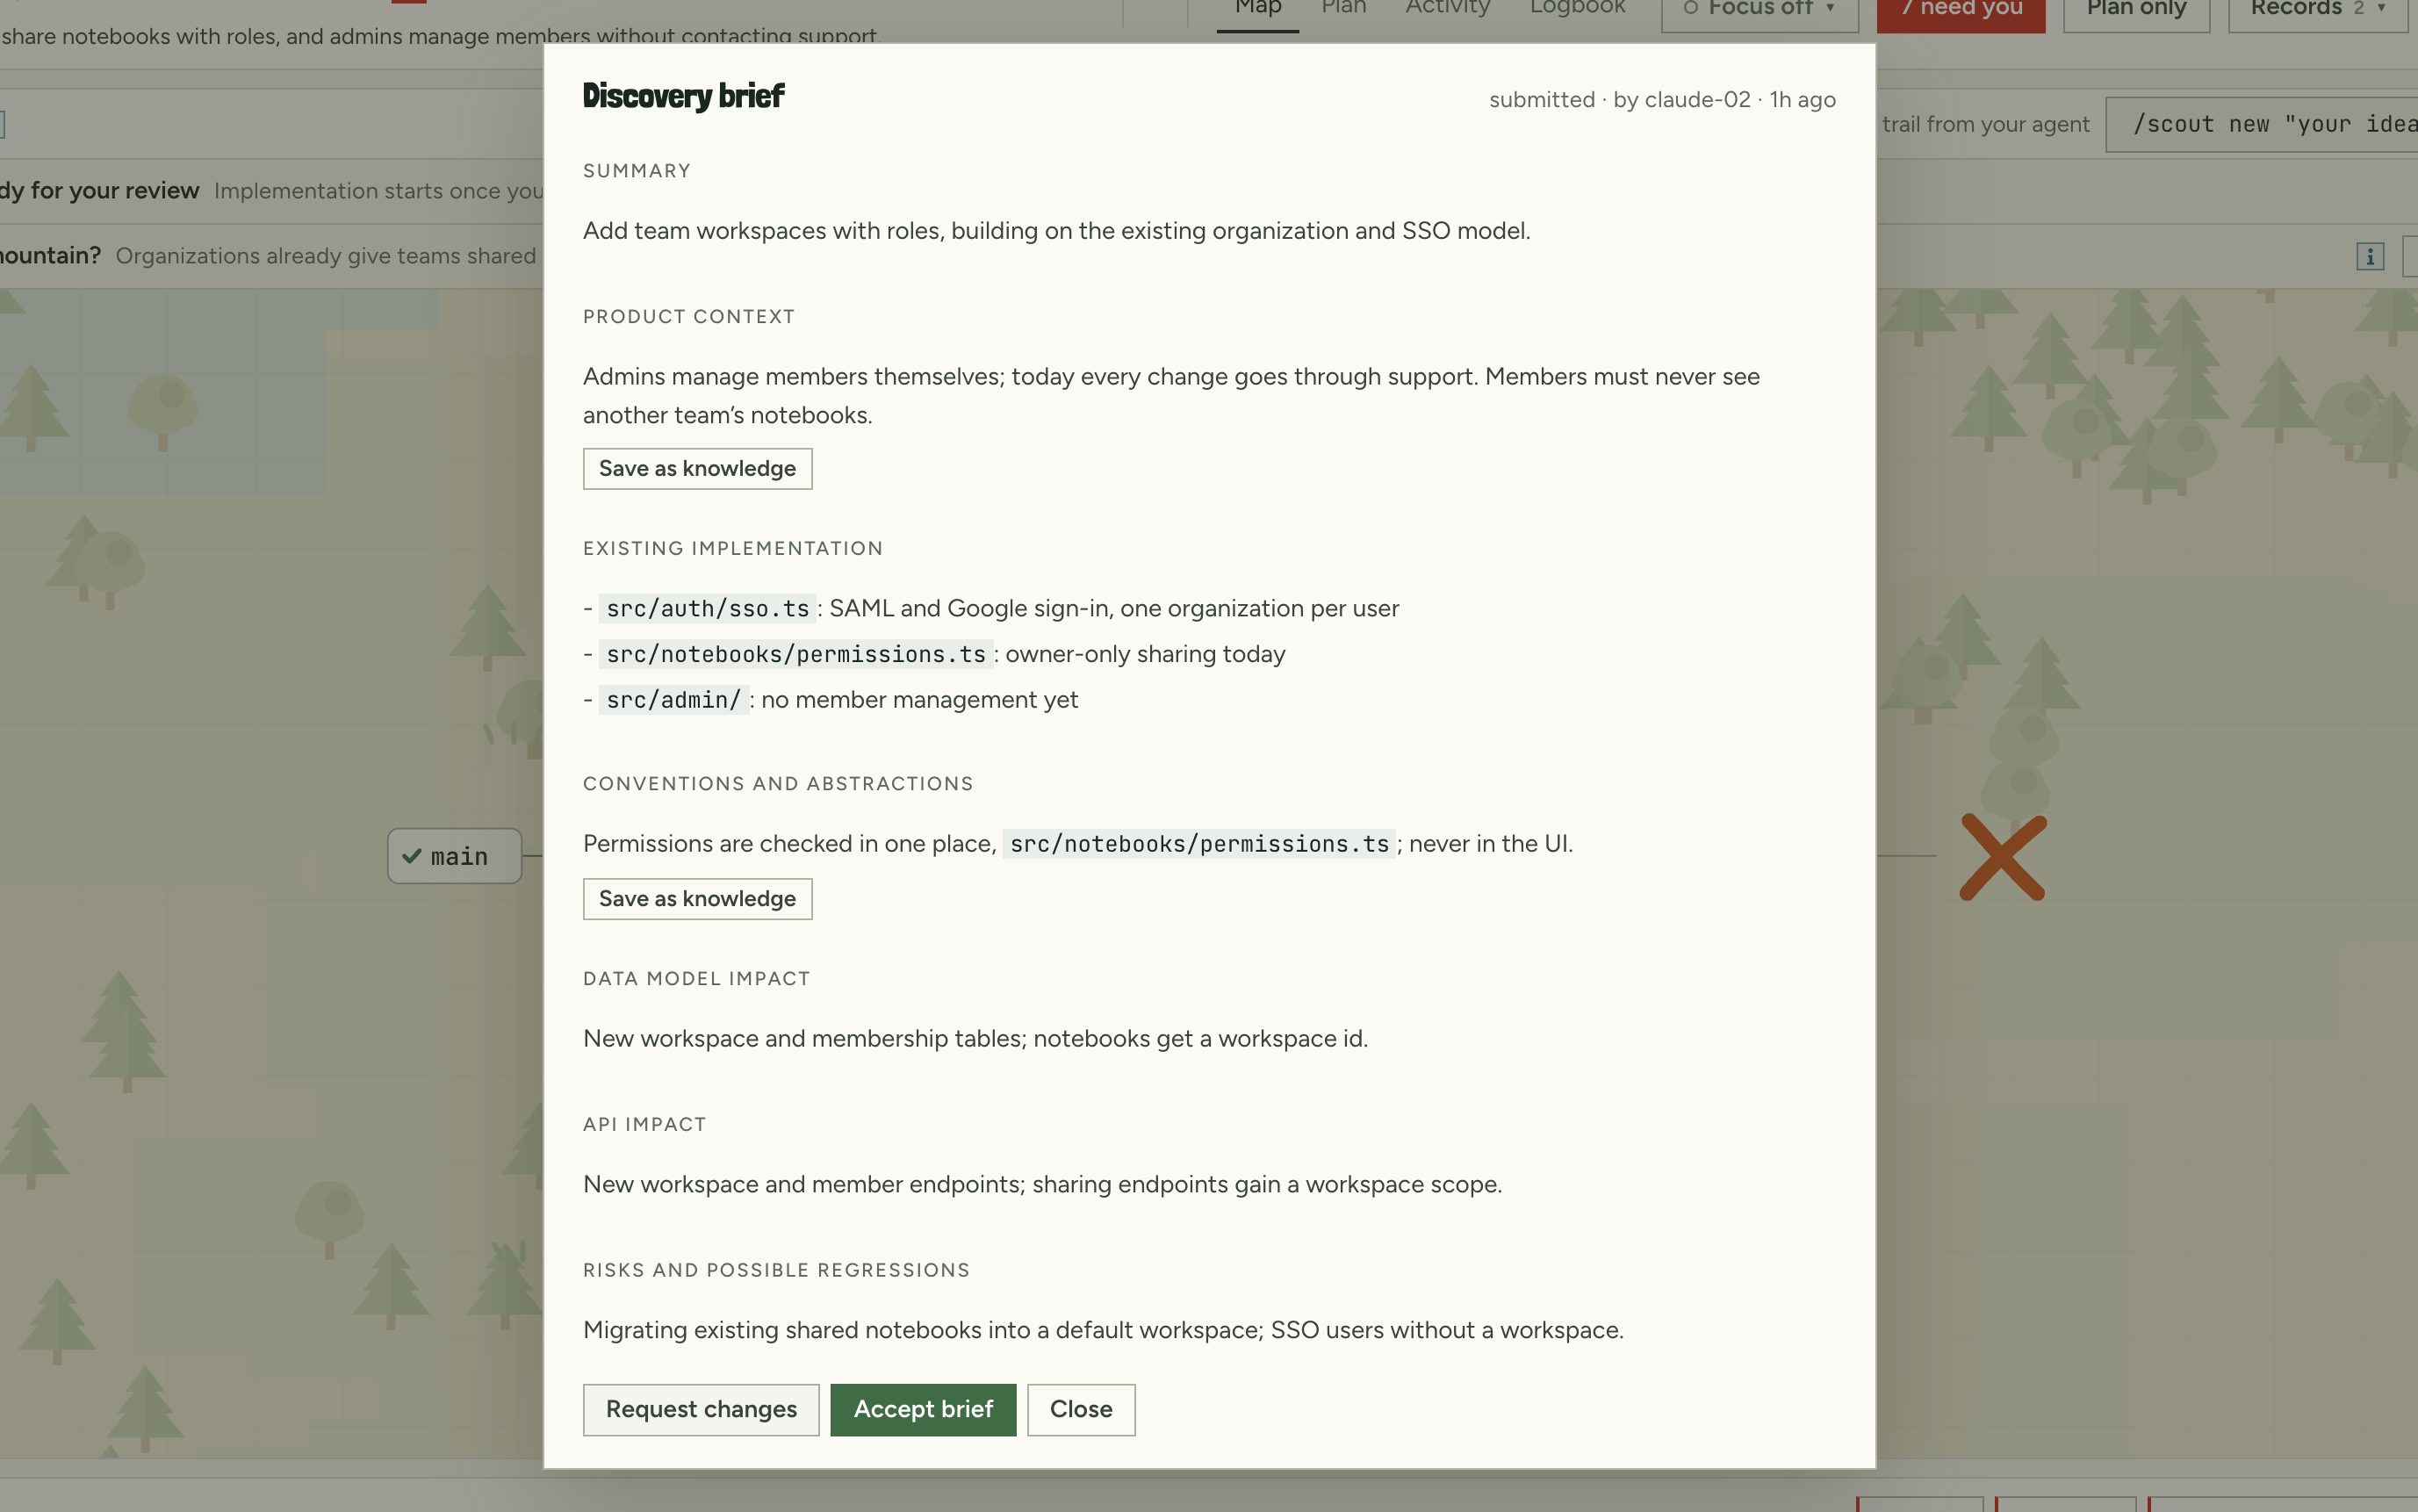 Map Plan Activity Logbook Focus off 7 need you Plan only Records 2
share notebooks with roles, and admins manage members without contacting support.
Discovery brief
submitted · by claude-02 · 1h ago
trail from your agent /scout new "your idea
SUMMARY
dy for your review Implementation starts once you
Add team workspaces with roles, building on the existing organization and SSO model.
ountain? Organizations already give teams shared
PRODUCT CONTEXT
Admins manage members themselves; today every change goes through support. Members must never see
another team’s notebooks.
Save as knowledge
EXISTING IMPLEMENTATION
- src/auth/sso.ts: SAML and Google sign-in, one organization per user
- src/notebooks/permissions.ts: owner-only sharing today
- src/admin/: no member management yet
CONVENTIONS AND ABSTRACTIONS
Permissions are checked in one place, src/notebooks/permissions.ts; never in the UI.
main
Save as knowledge
DATA MODEL IMPACT
New workspace and membership tables; notebooks get a workspace id.
API IMPACT
New workspace and member endpoints; sharing endpoints gain a workspace scope.
RISKS AND POSSIBLE REGRESSIONS
Migrating existing shared notebooks into a default workspace; SSO users without a workspace.
Request changes Accept brief Close